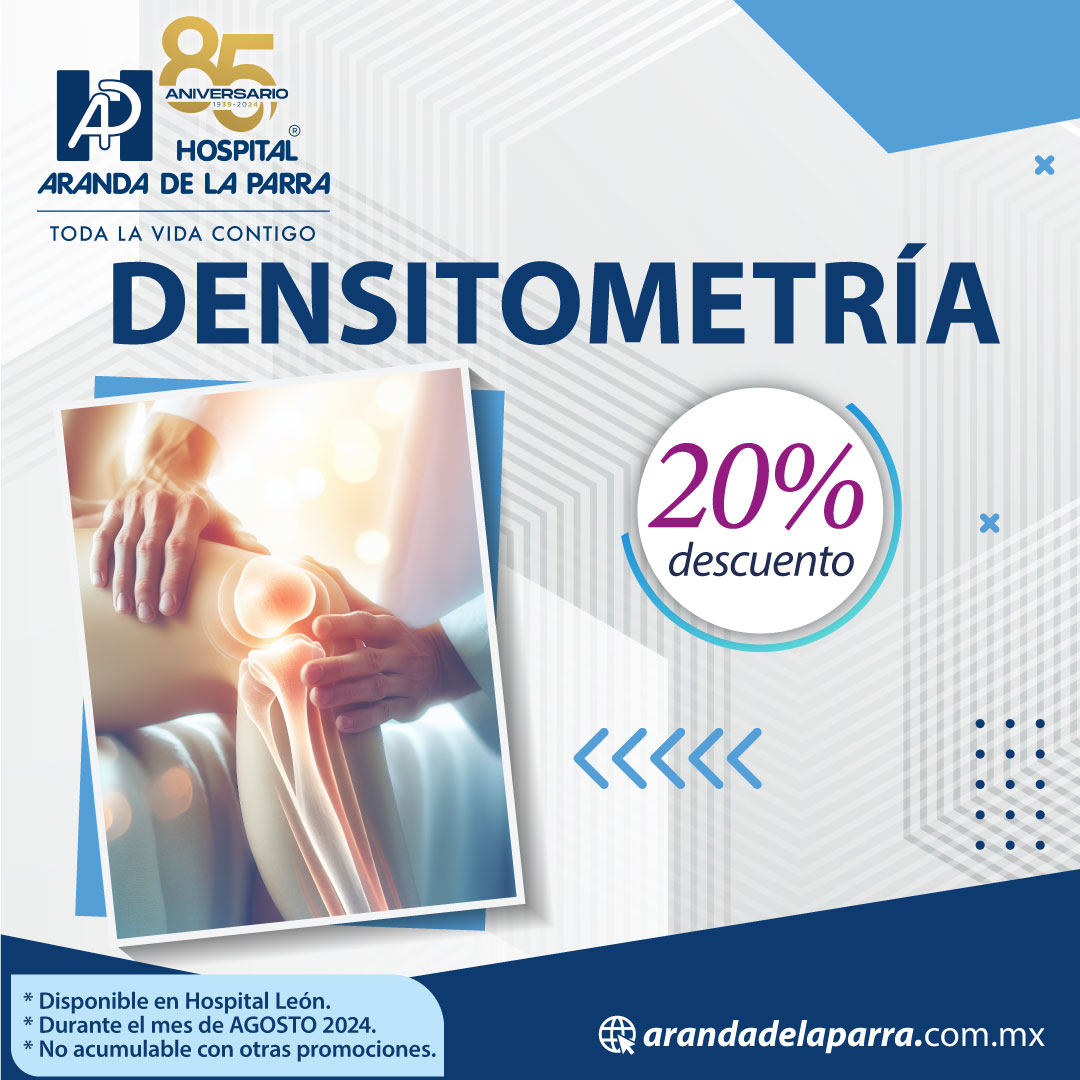 85
ANIVERSARIO
1939-2024
AP
HOSPITAL®
ARANDA DE LA PARRA
TODA LA VIDA CONTIGO
DENSITOMETRÍA
20%
descuento
* Disponible en Hospital León.
* Durante el mes de AGOSTO 2024.
* No acumulable con otras promociones.
arandadelaparra.com.mx